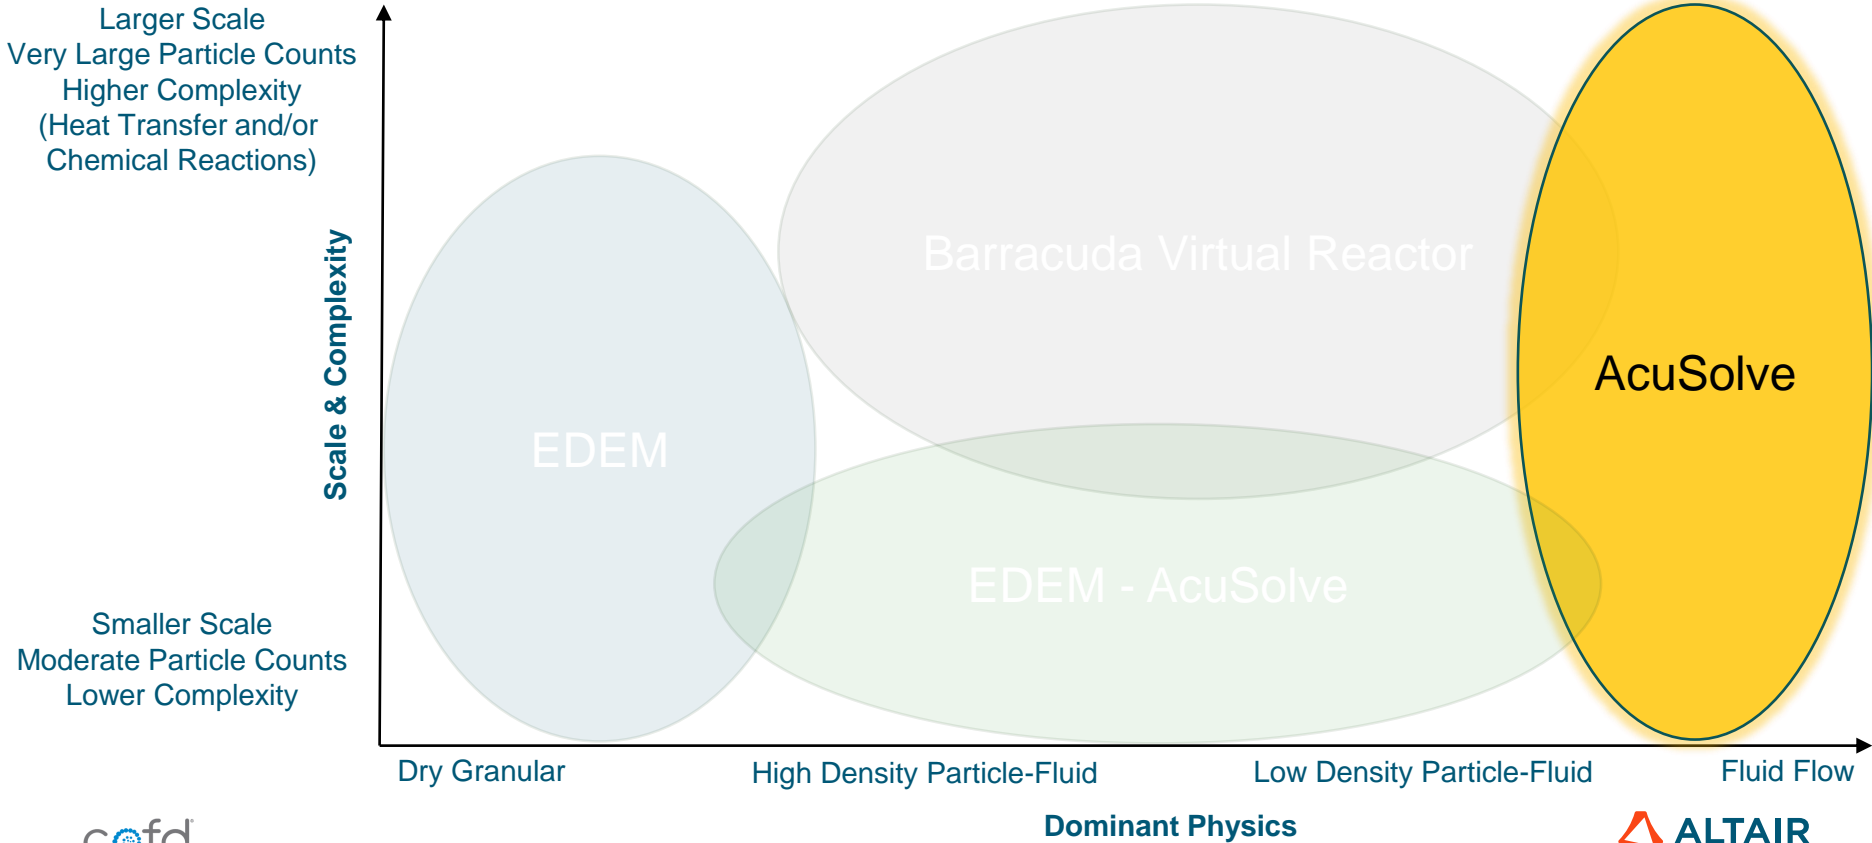 Larger Scale
Very Large Particle Counts
Higher Complexity
(Heat Transfer and/or
Chemical Reactions)
Scale & Complexity
Smaller Scale
Moderate Particle Counts
Lower Complexity
EDEM
Barracuda Virtual Reactor
EDEM - AcuSolve
AcuSolve
Dry Granular
High Density Particle-Fluid
Low Density Particle-Fluid
Fluid Flow
Dominant Physics
cpfd
ALTAIR